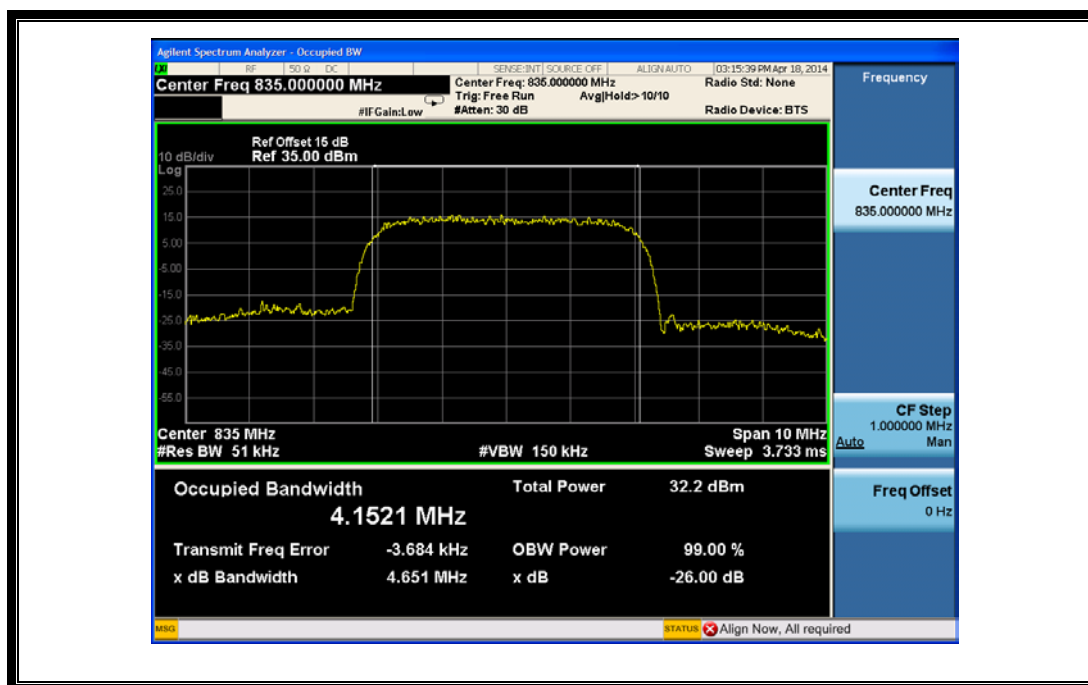 Agilent Spectrum Analyzer - Occupied BW
RF 50 Ω DC SENSE:INT SOURCE OFF ALIGN AUTO 03:15:39 PM Apr 18, 2014
Center Freq 835.000000 MHz
Center Freq: 835.000000 MHz
Radio Std: None
Trig: Free Run Avg|Hold:> 10/10
#IFGain:Low
#Atten: 30 dB
Radio Device: BTS
Frequency
Ref Offset 15 dB
10 dB/div Ref 35.00 dBm
Log
25.0
15.0
5.00
-5.00
-15.0
-25.0
-35.0
-45.0
-55.0
Center 835 MHz Span 10 MHz
#Res BW 51 kHz #VBW 150 kHz Sweep 3.733 ms
Center Freq
835.000000 MHz
CF Step
1.000000 MHz
Auto Man
Freq Offset
0 Hz
Occupied Bandwidth Total Power 32.2 dBm
4.1521 MHz
Transmit Freq Error -3.684 kHz OBW Power 99.00 %
x dB Bandwidth 4.651 MHz x dB -26.00 dB
MSG STATUS Align Now, All required